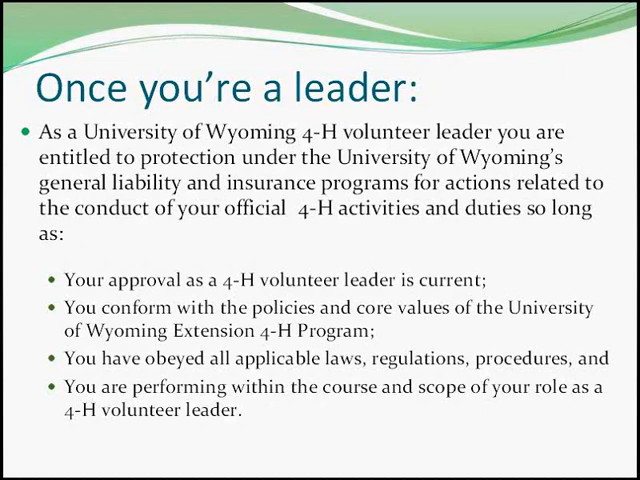 Once you're a leader:
• As a University of Wyoming 4-H volunteer leader you are
entitled to protection under the University of Wyoming's
general liability and insurance programs for actions related to
the conduct of your official  4-H activities and duties so long
as:
• Your approval as a 4-H volunteer leader is current;
• You conform with the policies and core values of the University
of Wyoming Extension 4-H Program;
• You have obeyed all applicable laws, regulations, procedures, and
• You are performing within the course and scope of your role as a
4-H volunteer leader.